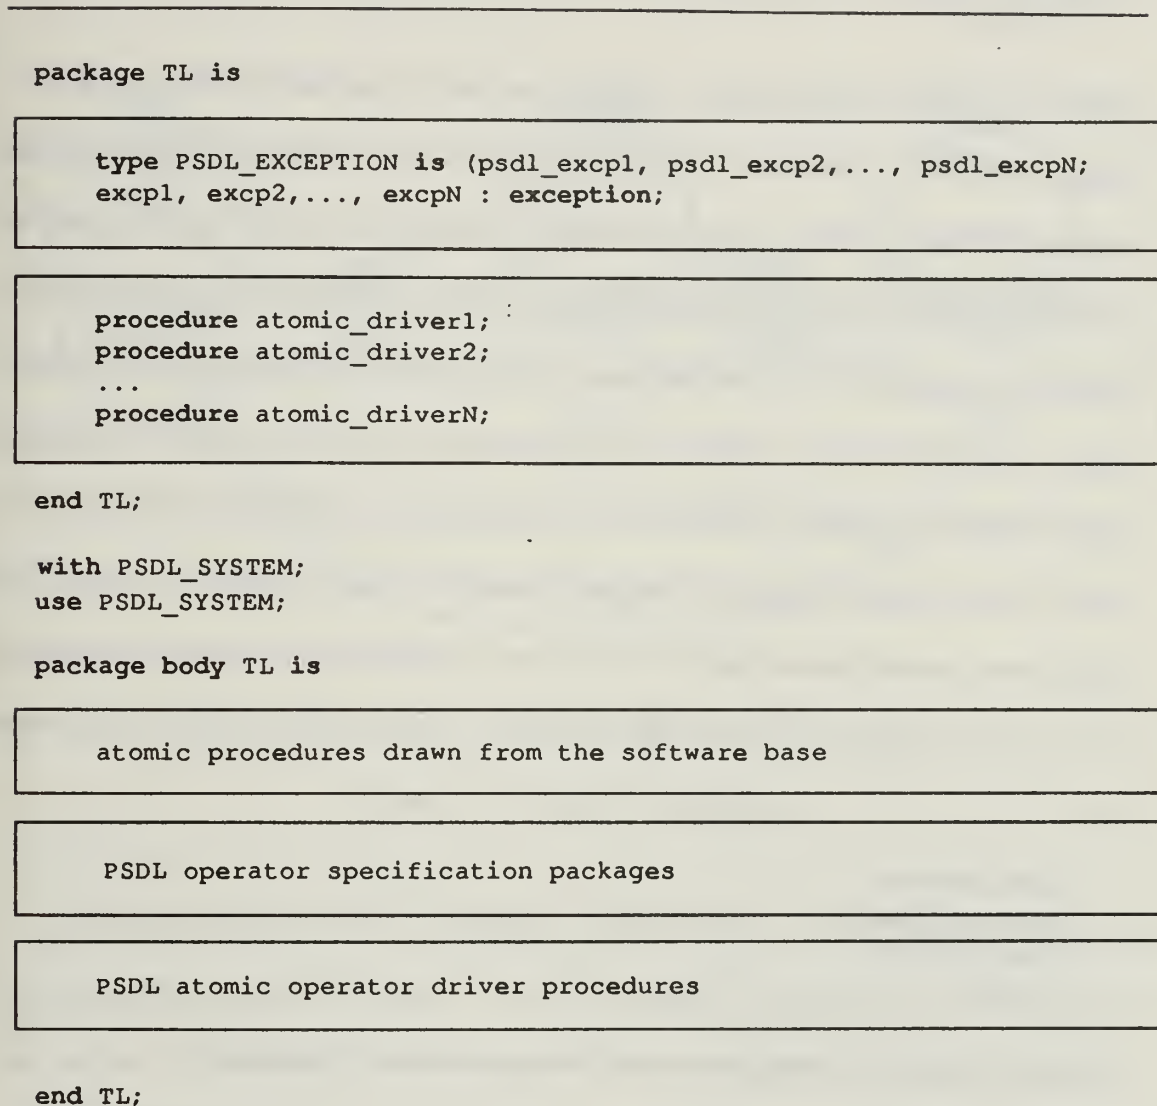 package TL is
type PSDL_EXCEPTION is (psdl_excp1, psdl_excp2,..., psdl_excpN;
excp1, excp2,..., excpN : exception;
procedure atomic_driver1;
procedure atomic_driver2;
...
procedure atomic_driverN;
end TL;
with PSDL_SYSTEM;
use PSDL_SYSTEM;
package body TL is
atomic procedures drawn from the software base
PSDL operator specification packages
PSDL atomic operator driver procedures
end TL;